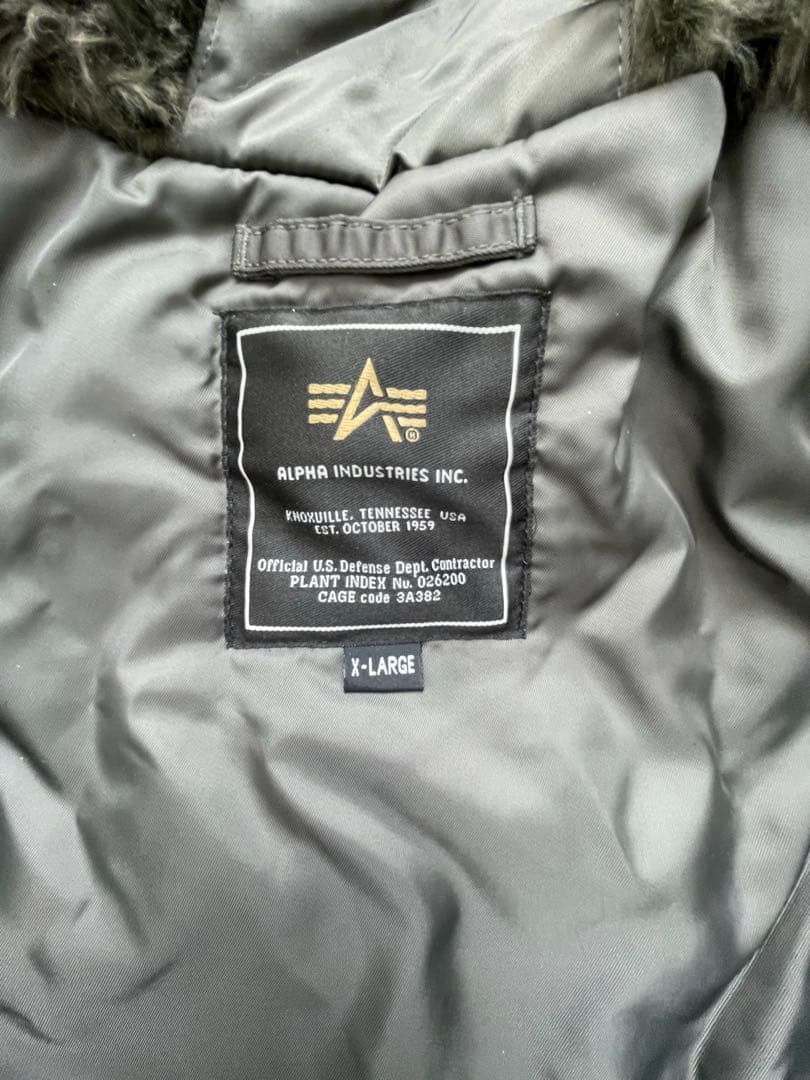 ALPHA INDUSTRIES INC.
KNOXVILLE, TENNESSEE USA
EST. OCTOBER 1959
Official U.S. Defense Dept. Contractor
PLANT INDEX No. 026200
CAGE code 3A382
X-LARGE